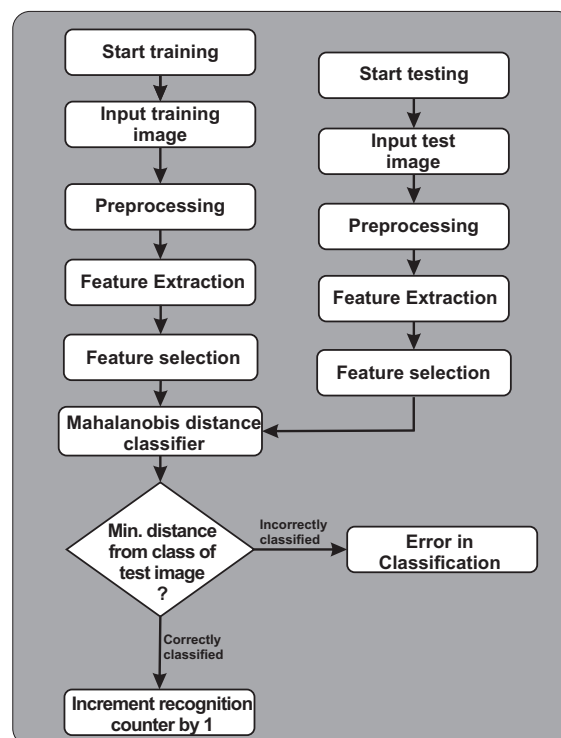 Start training
Input training
image
Preprocessing
Feature Extraction
Feature selection
Start testing
Input test
image
Preprocessing
Feature Extraction
Feature selection
Mahalanobis distance
classifier
Min. distance
from class of
test image
?
Incorrectly
classified
Error in
Classification
Correctly
classified
Increment recognition
counter by 1